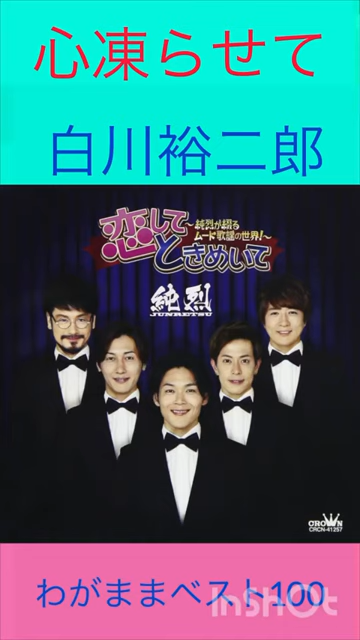 心凍らせて
白川裕二郎
恋して
～純烈が綴る
ムード歌謡の世界！～
ときめいて
純烈
JUNRETSU
CROWN
CRCN-41257
わがままベスト100
InShOt